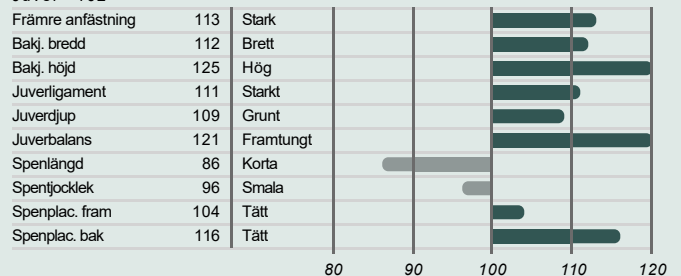 Främre anfästning 113 Stark
Bakj. bredd 112 Brett
Bakj. höjd 125 Hög
Juverligament 111 Starkt
Juverdjup 109 Grunt
Juverbalans 121 Framtungt
Spenlängd 86 Korta
Spentjocklek 96 Smala
Spenplac. fram 104 Tätt
Spenplac. bak 116 Tätt
80 90 100 110 120